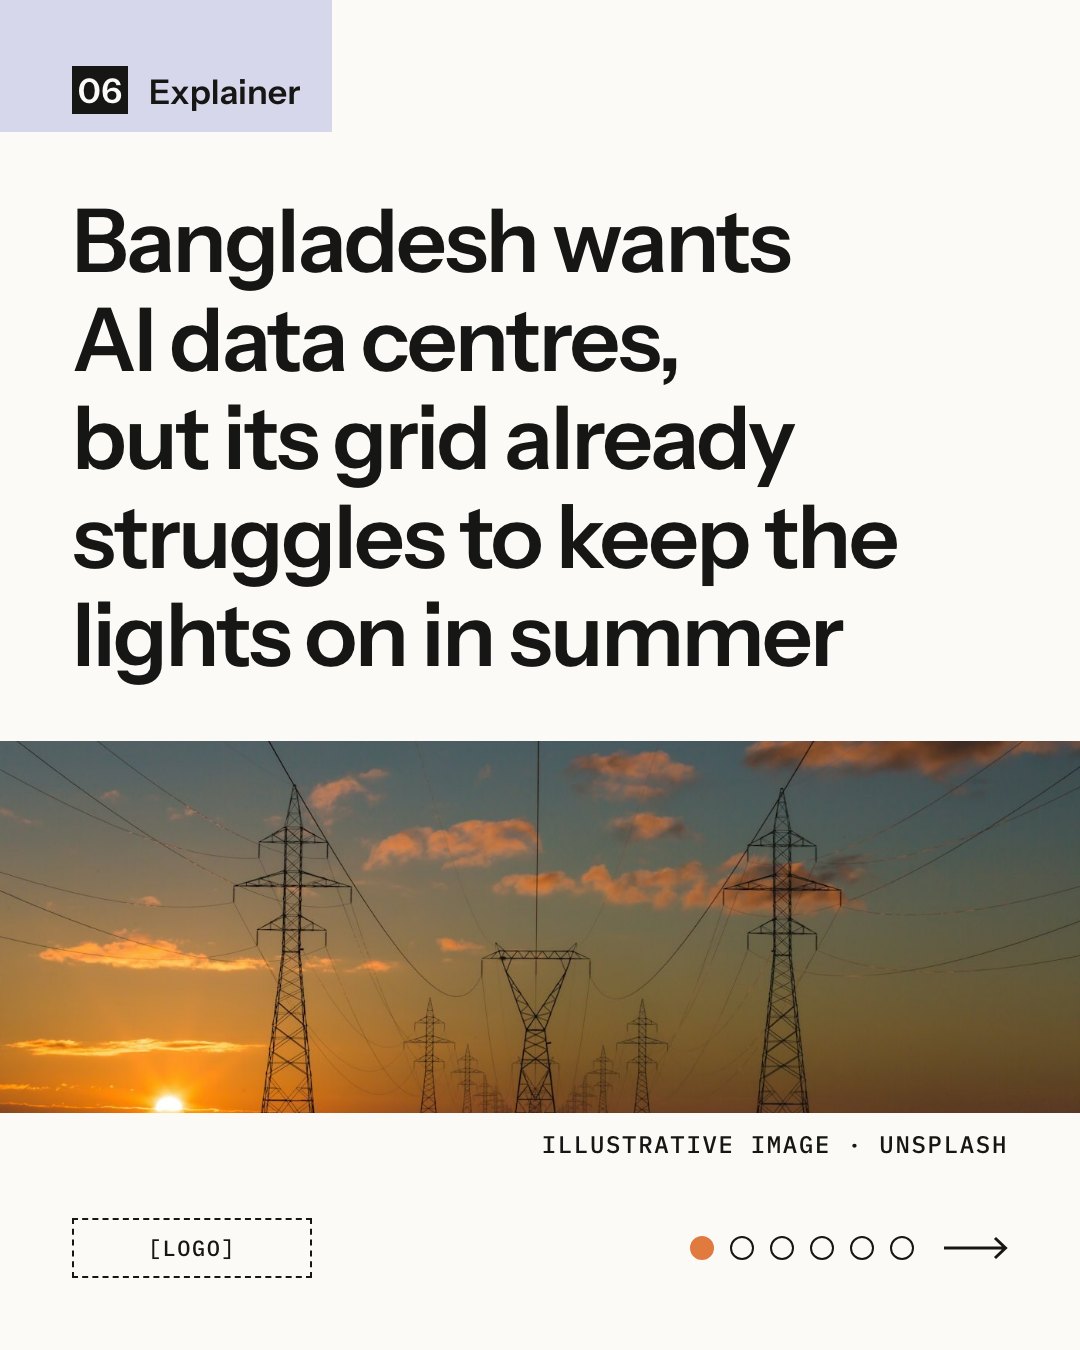 06 Explainer
Bangladesh wants
AI data centres,
but its grid already
struggles to keep the
lights on in summer
ILLUSTRATIVE IMAGE · UNSPLASH
[LOGO]